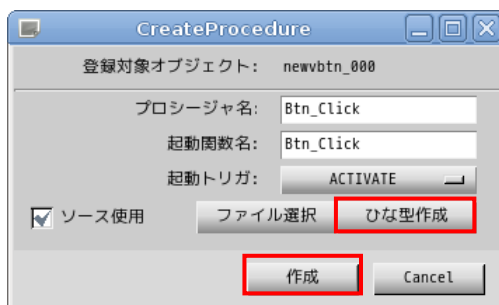 CreateProcedure
登録対象オブジェクト: newvbtn_000
プロシージャ名: Btn_Click
起動関数名: Btn_Click
起動トリガ: ACTIVATE
ソース使用 ファイル選択 ひな型作成
作成 Cancel